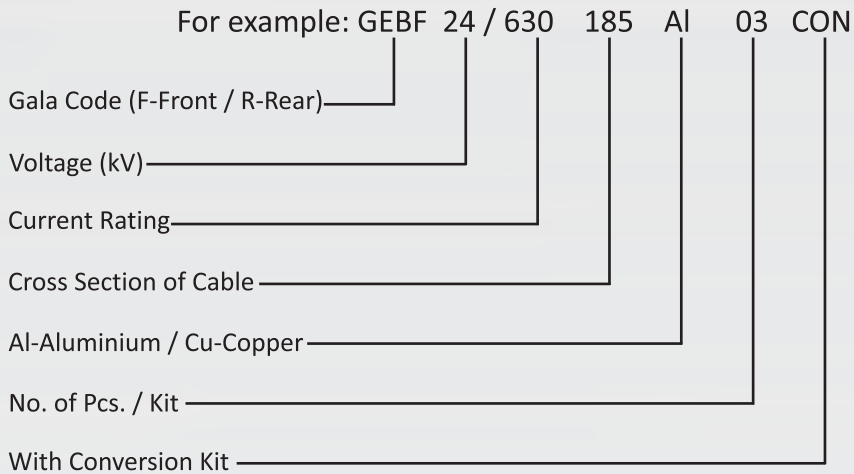 For example: GEBF 24 / 630 185 Al 03 CON
Gala Code (F-Front / R-Rear)
Voltage (kV)
Current Rating
Cross Section of Cable
Al-Aluminium / Cu-Copper
No. of Pcs. / Kit
With Conversion Kit